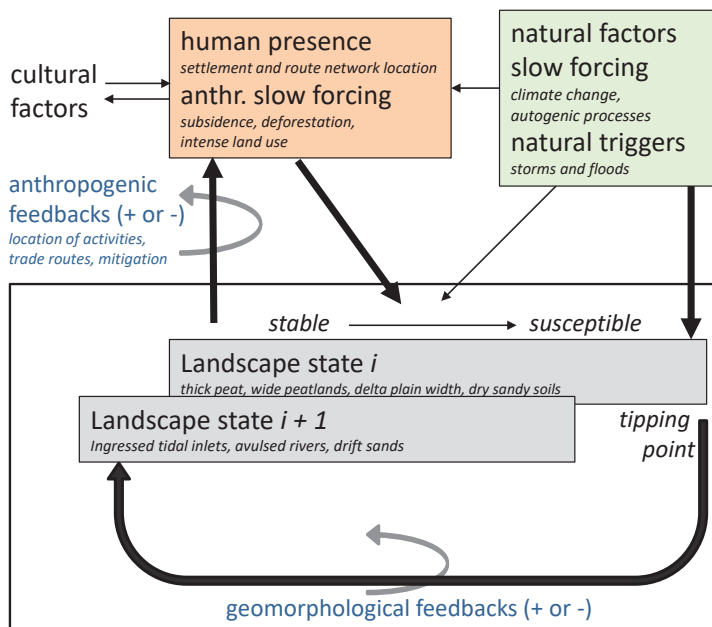 cultural
factors
human presence
settlement and route network location
anthr. slow forcing
subsidence, deforestation,
intense land use
natural factors
slow forcing
climate change,
autogenic processes
natural triggers
storms and floods
anthropogenic
feedbacks (+ or -)
location of activities,
trade routes, mitigation
stable
susceptible
Landscape state i
thick peat, wide peatlands, delta plain width, dry sandy soils
Landscape state i + 1
Ingressed tidal inlets, avulsed rivers, drift sands
tipping
point
geomorphological feedbacks (+ or -)